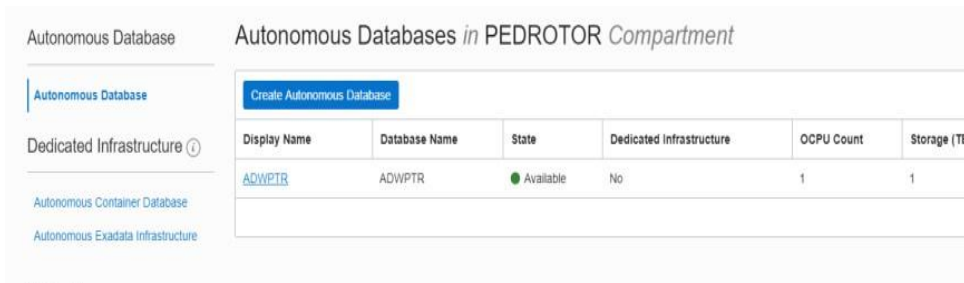 Autonomous Database
Autonomous Databases in PEDROTOR Compartment
Autonomous Database
Dedicated Infrastructure
Autonomous Container Database
Autonomous Exadata Infrastructure
Create Autonomous Database
Display Name Database Name State Dedicated Infrastructure OCPU Count Storage
ADWPTR ADWPTR Available No 1 1